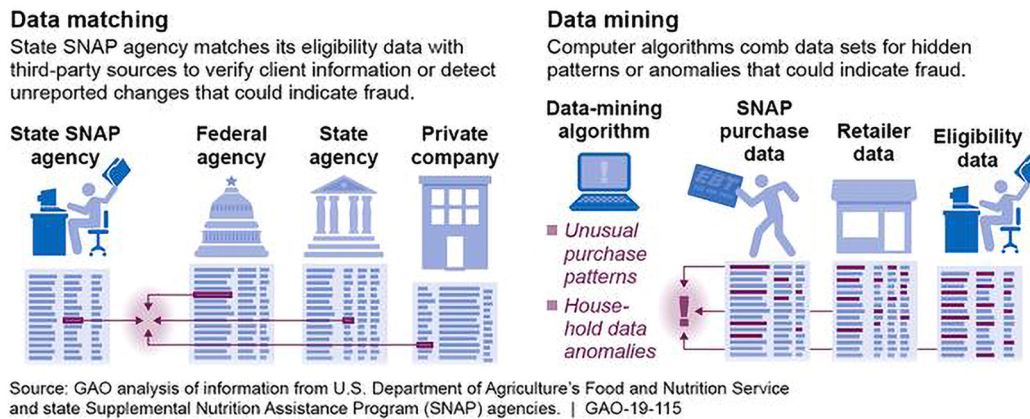 Data matching
State SNAP agency matches its eligibility data with
third-party sources to verify client information or detect
unreported changes that could indicate fraud.
State SNAP
agency
Federal
agency
State
agency
Private
company
Data mining
Computer algorithms comb data sets for hidden
patterns or anomalies that could indicate fraud.
Data-mining
algorithm
!
Unusual
purchase
patterns
House-
hold data
anomalies
!
SNAP
purchase
data
EBT
Retailer
data
Eligibility
data
Source: GAO analysis of information from U.S. Department of Agriculture's Food and Nutrition Service
and state Supplemental Nutrition Assistance Program (SNAP) agencies. | GAO-19-115